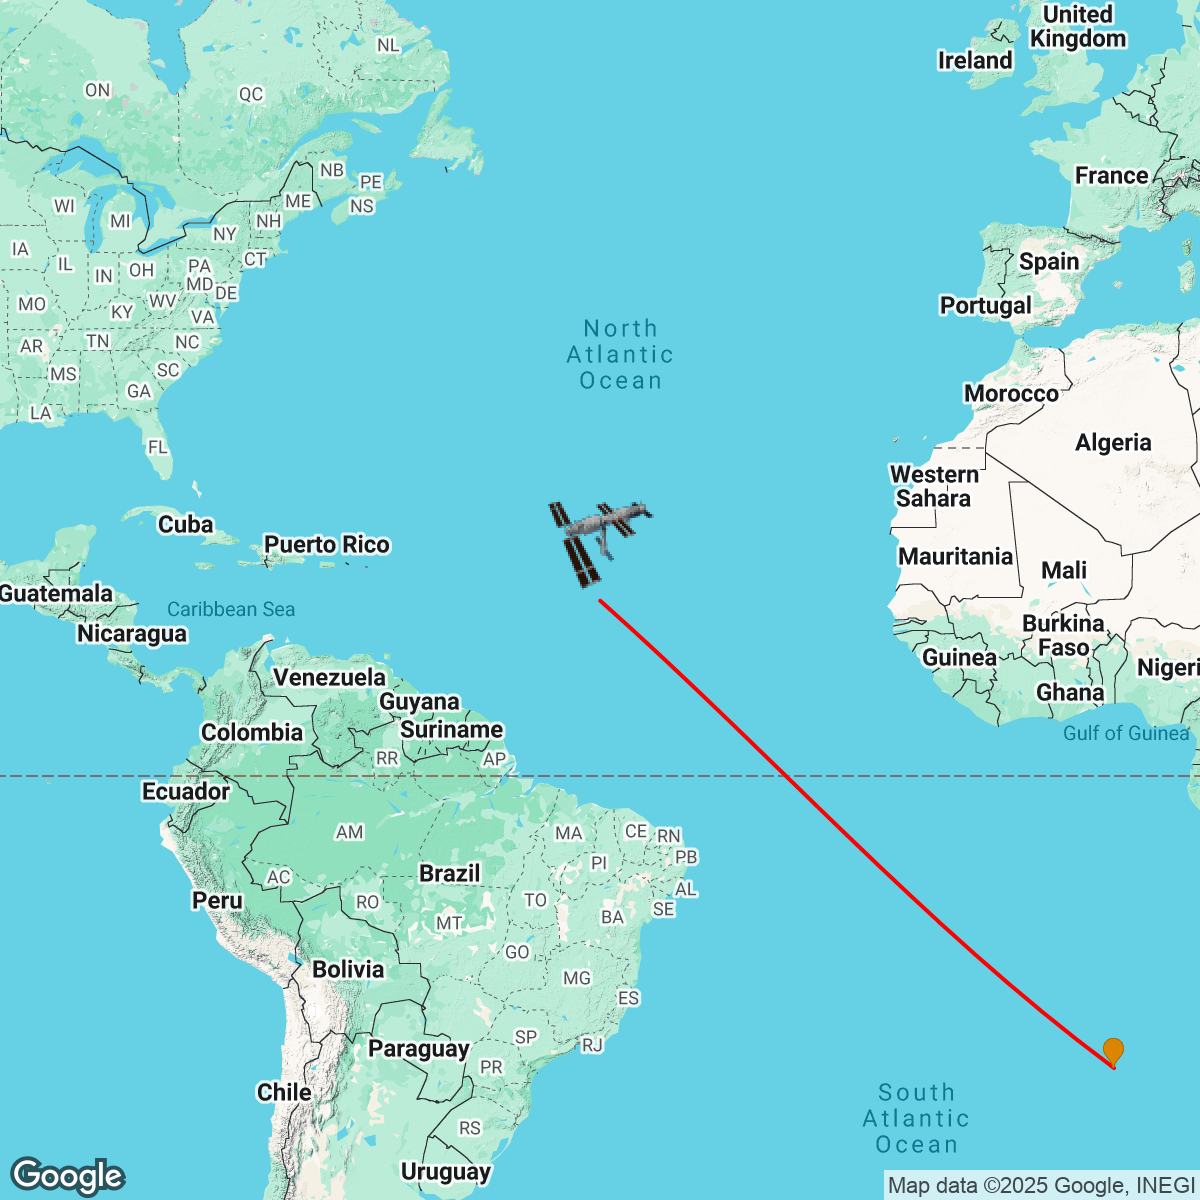 United
Kingdom
Ireland
NL
ON
QC
France
NB
PE
ME
NS
WI
MI
NH
NY
IA
IL
IN
OH
PA
CT
Spain
MD
DE
MO
KY
WV
VA
Portugal
North
Atlantic
Ocean
AR
TN
NC
MS
SC
GA
Morocco
LA
FL
Algeria
Western
Sahara
Cuba
Puerto Rico
Mauritania
Mali
Guatemala
Caribbean Sea
Nicaragua
Burkina
Faso
Guinea
Nigeri
Venezuela
Ghana
Guyana
Suriname
Colombia
Gulf of Guinea
RR
AP
Ecuador
AM
MA
CE
RN
PI
PB
AC
Brazil
AL
Peru
RO
TO
SE
MT
BA
GO
Bolivia
MG
ES
SP
RJ
Paraguay
PR
Chile
South
Atlantic
Ocean
RS
Uruguay
Google
Map data ©2025 Google, INEGI